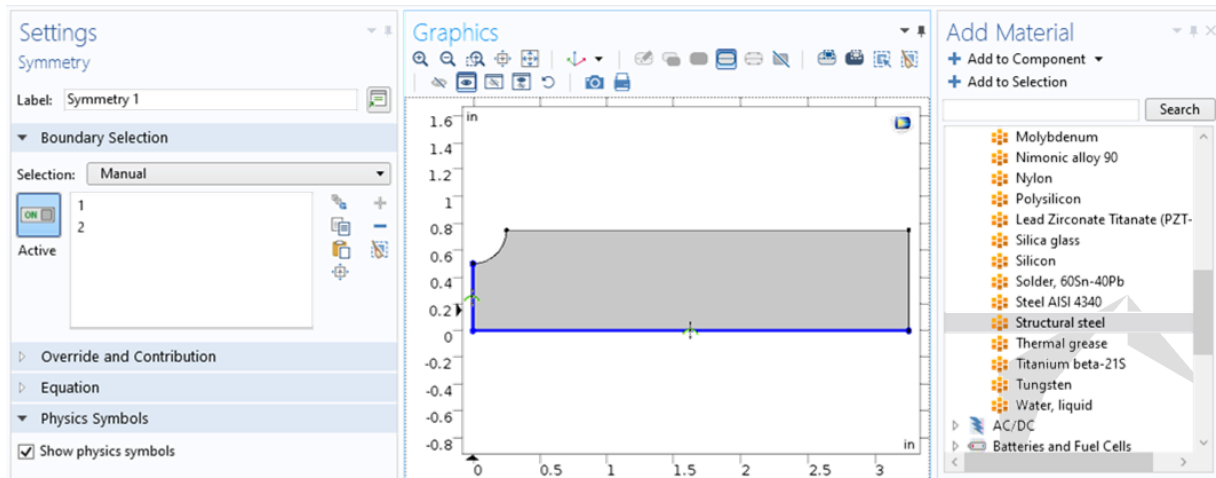 Settings
Symmetry
Label: Symmetry 1
Boundary Selection
Selection: Manual
ON
Active
1
2
Override and Contribution
Equation
Physics Symbols
Show physics symbols
Graphics
in
1.6
1.4
1.2
1
0.8
0.6
0.4
0.2
0
-0.2
-0.4
-0.6
-0.8
in
0 0.5 1 1.5 2 2.5 3
Add Material
Add to Component
Add to Selection
Search
Molybdenum
Nimonic alloy 90
Nylon
Polysilicon
Lead Zirconate Titanate (PZT-
Silica glass
Silicon
Solder, 60Sn-40Pb
Steel AISI 4340
Structural steel
Thermal grease
Titanium beta-21S
Tungsten
Water, liquid
AC/DC
Batteries and Fuel Cells